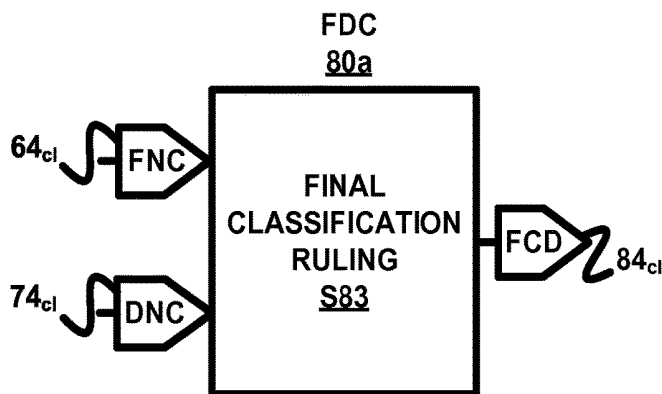 FDC
80a
64cl
FNC
FINAL
CLASSIFICATION
RULING
S83
FCD
84cl
74cl
DNC